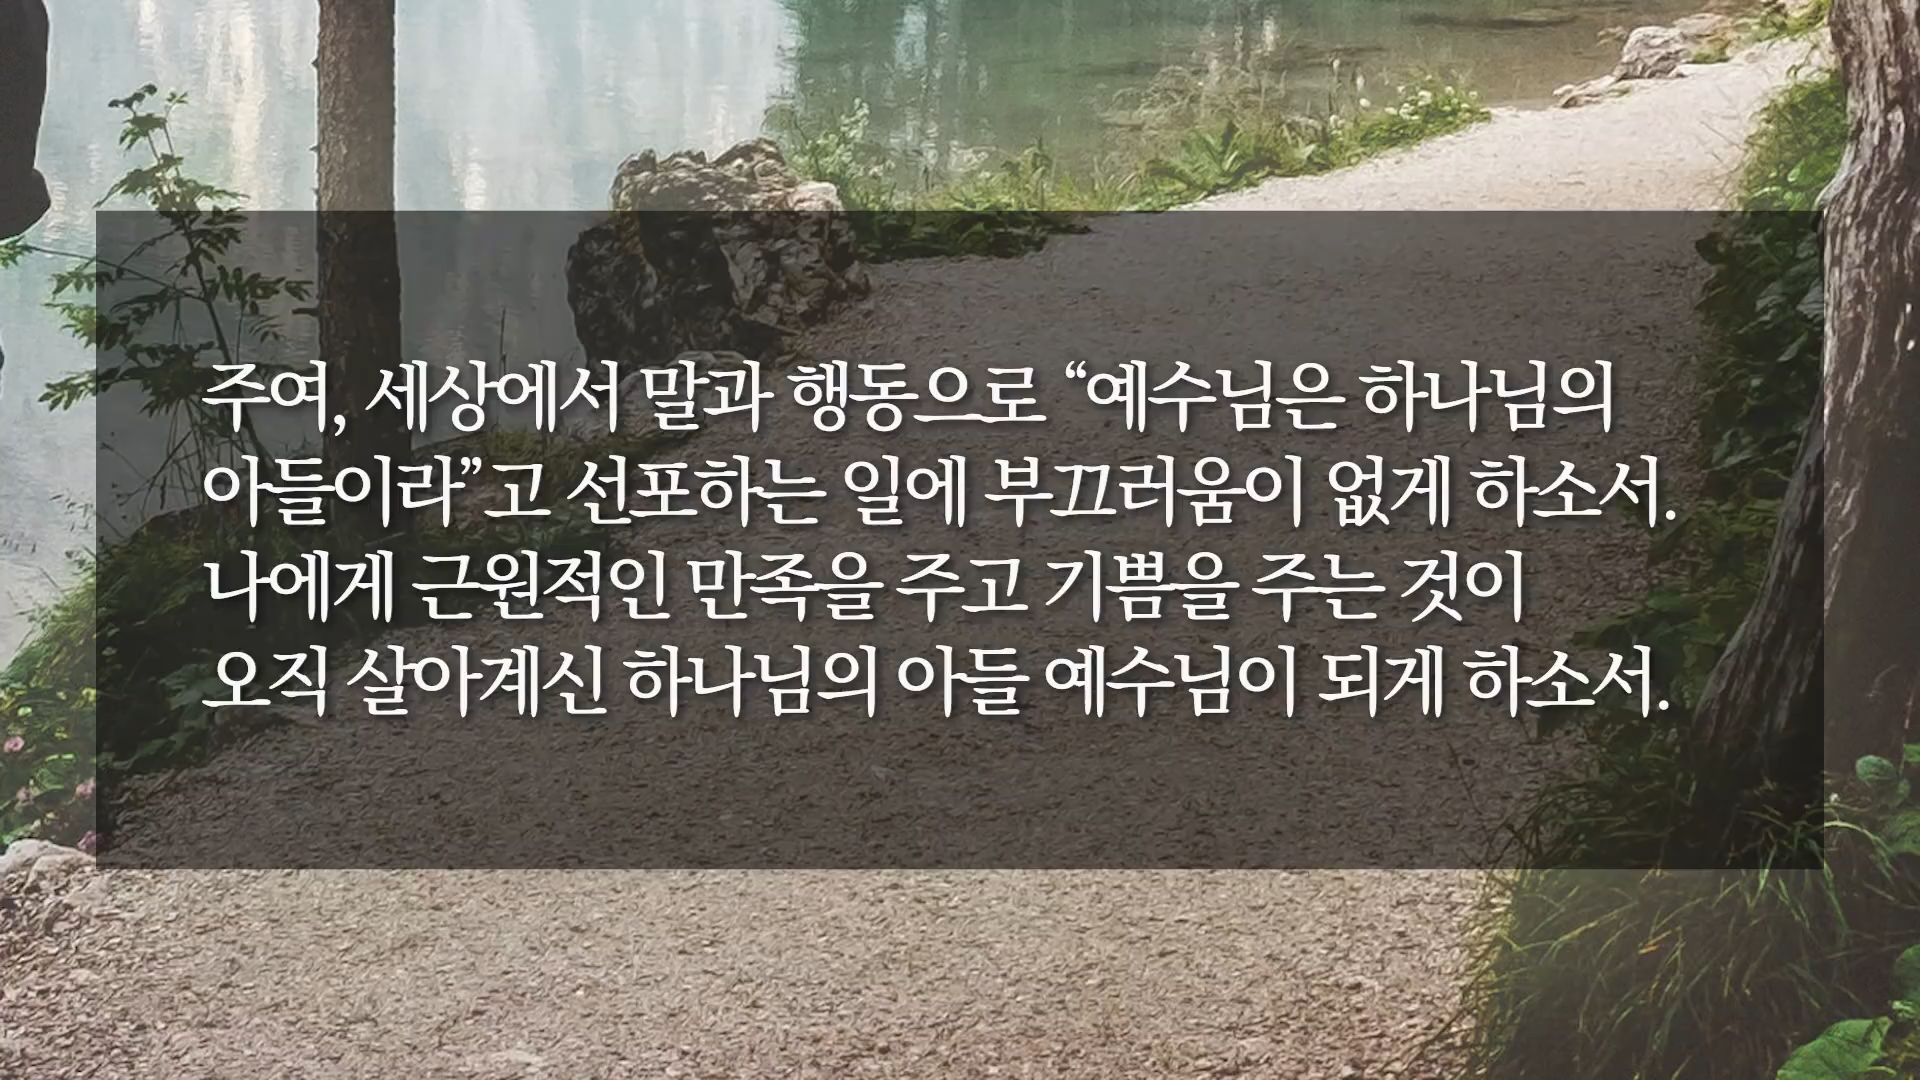 주여, 세상에서 말과 행동으로 “예수님은 하나님의
아들이라”고 선포하는 일에 부끄러움이 없게 하소서.
나에게 근원적인 만족을 주고 기쁨을 주는 것이
오직 살아계신 하나님의 아들 예수님이 되게 하소서.